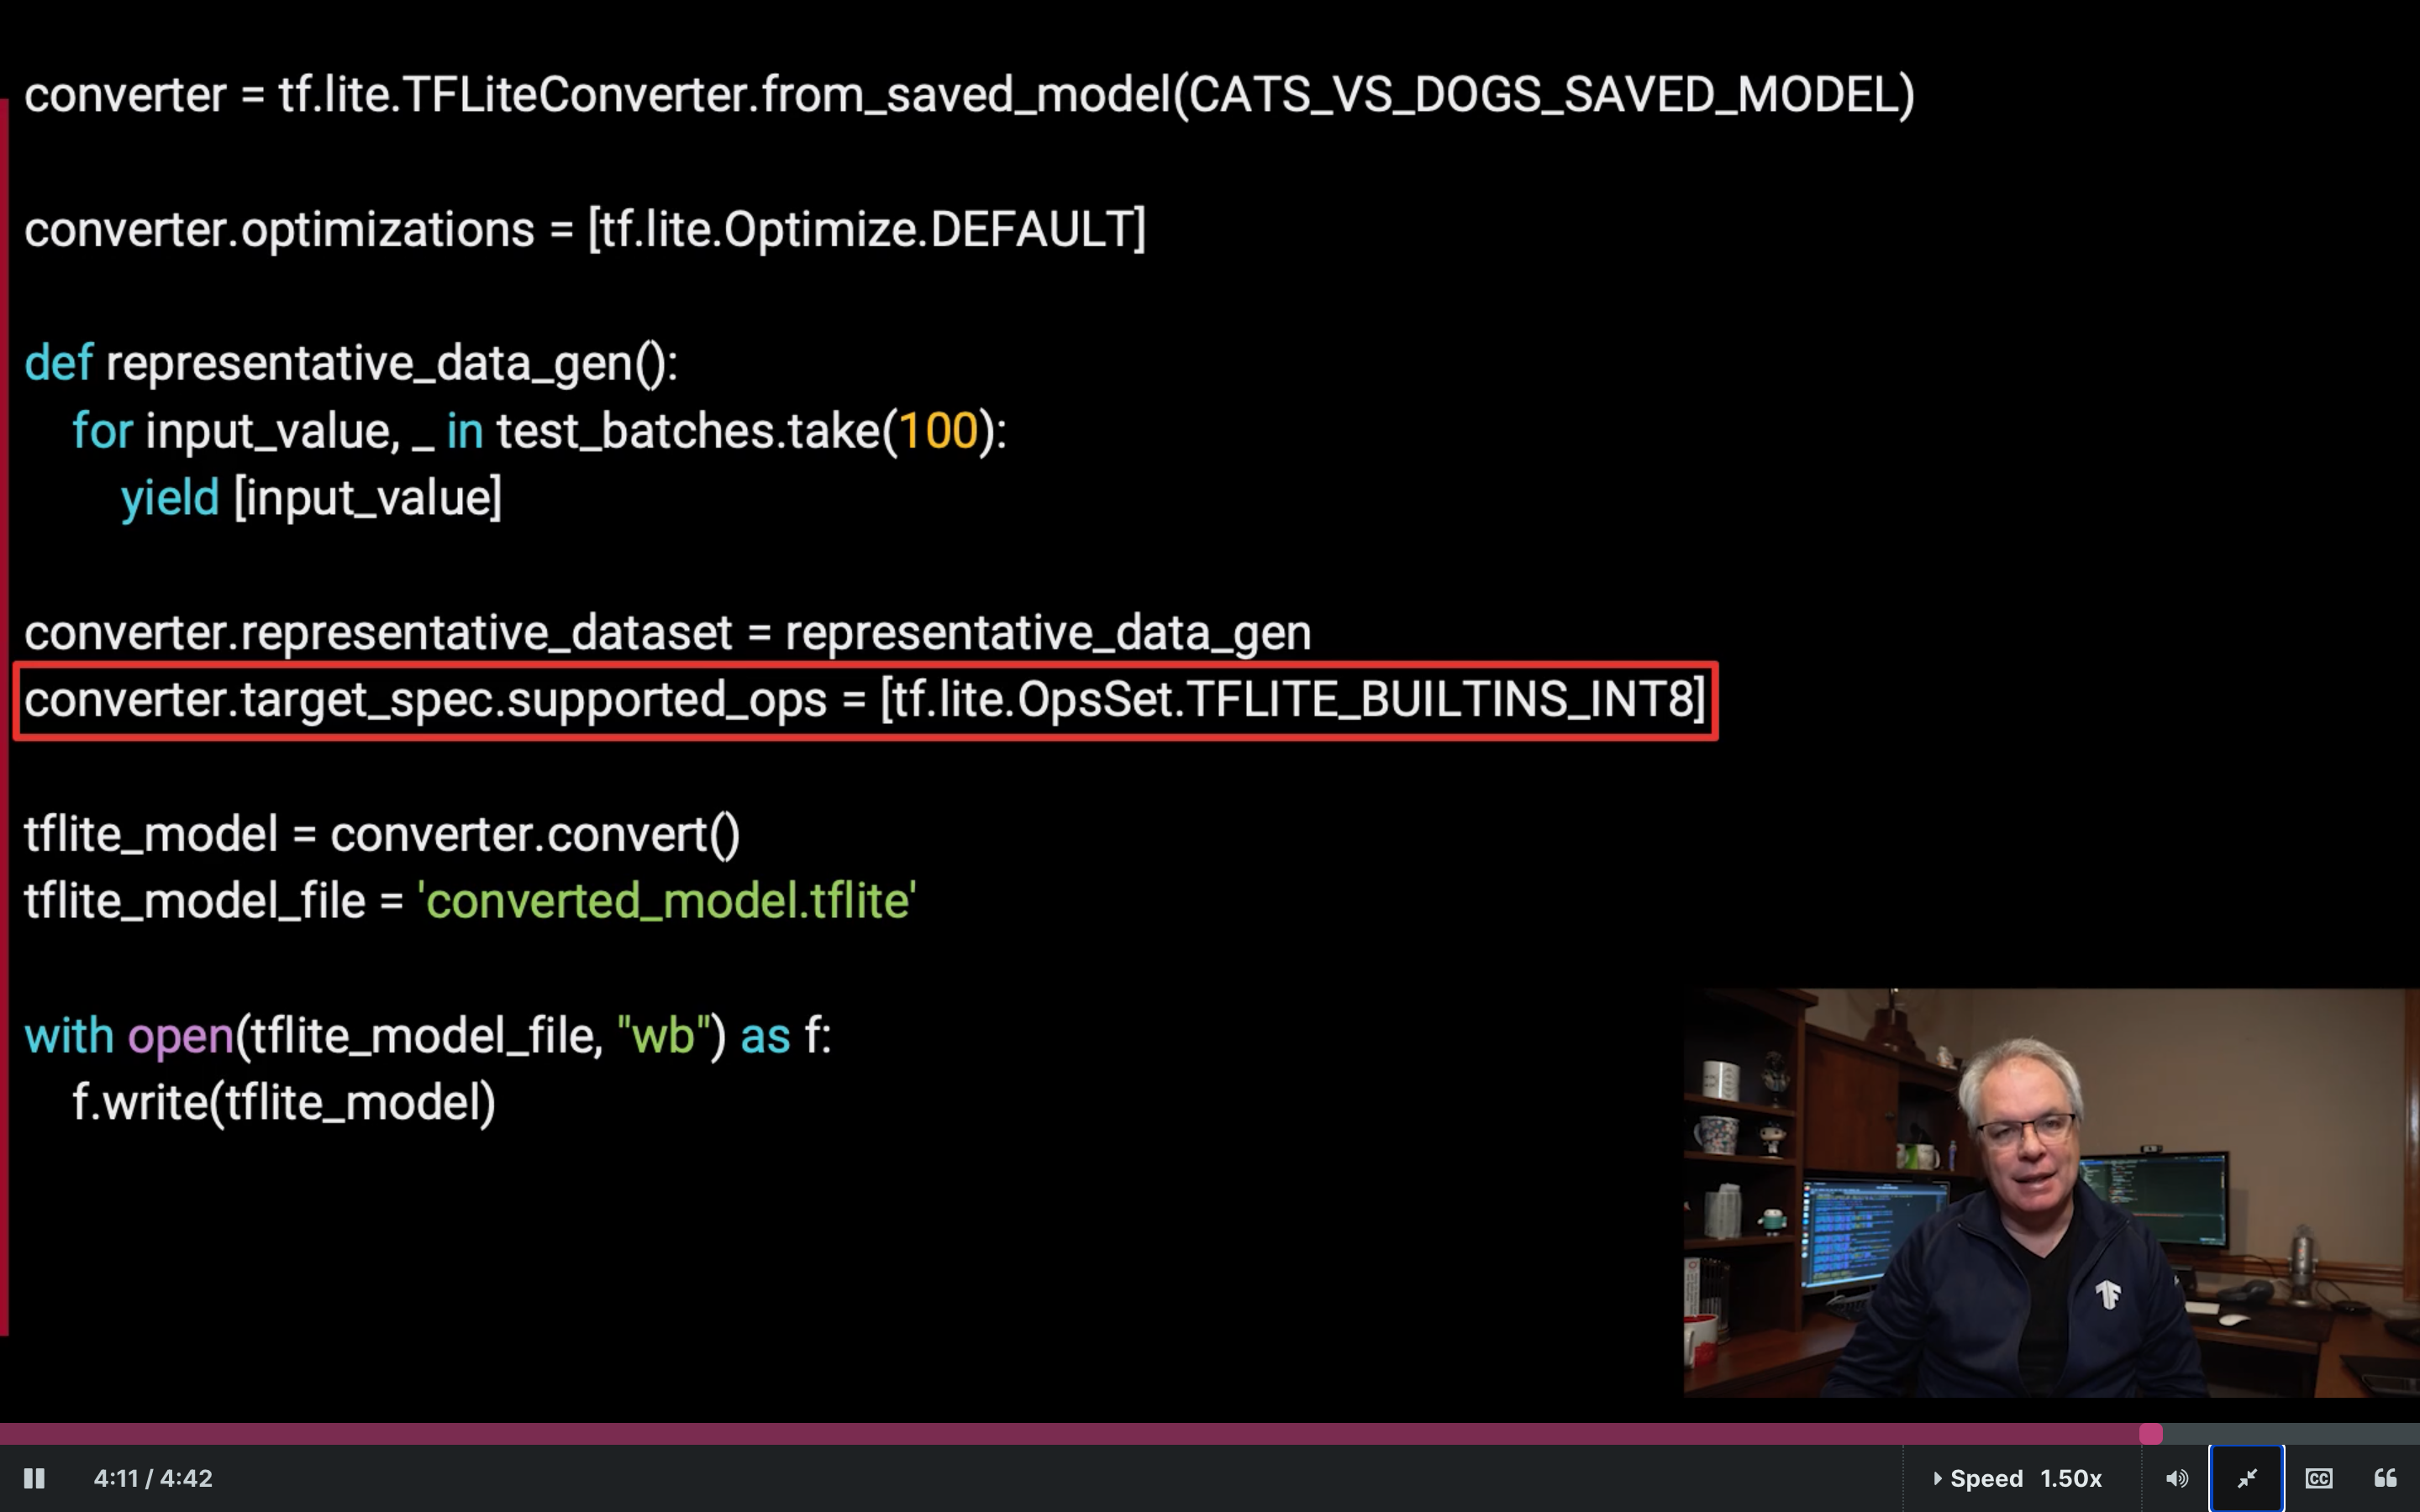 converter = tf.lite.TFLiteConverter.from_saved_model(CATS_VS_DOGS_SAVED_MODEL)
converter.optimizations = [tf.lite.Optimize.DEFAULT]
def representative_data_gen():
for input_value, _ in test_batches.take(100):
yield [input_value]
converter.representative_dataset = representative_data_gen
converter.target_spec.supported_ops = [tf.lite.OpsSet.TFLITE_BUILTINS_INT8]
tflite_model = converter.convert()
tflite_model_file = 'converted_model.tflite'
with open(tflite_model_file, "wb") as f:
f.write(tflite_model)
4:11 / 4:42
Speed 1.50x
CC